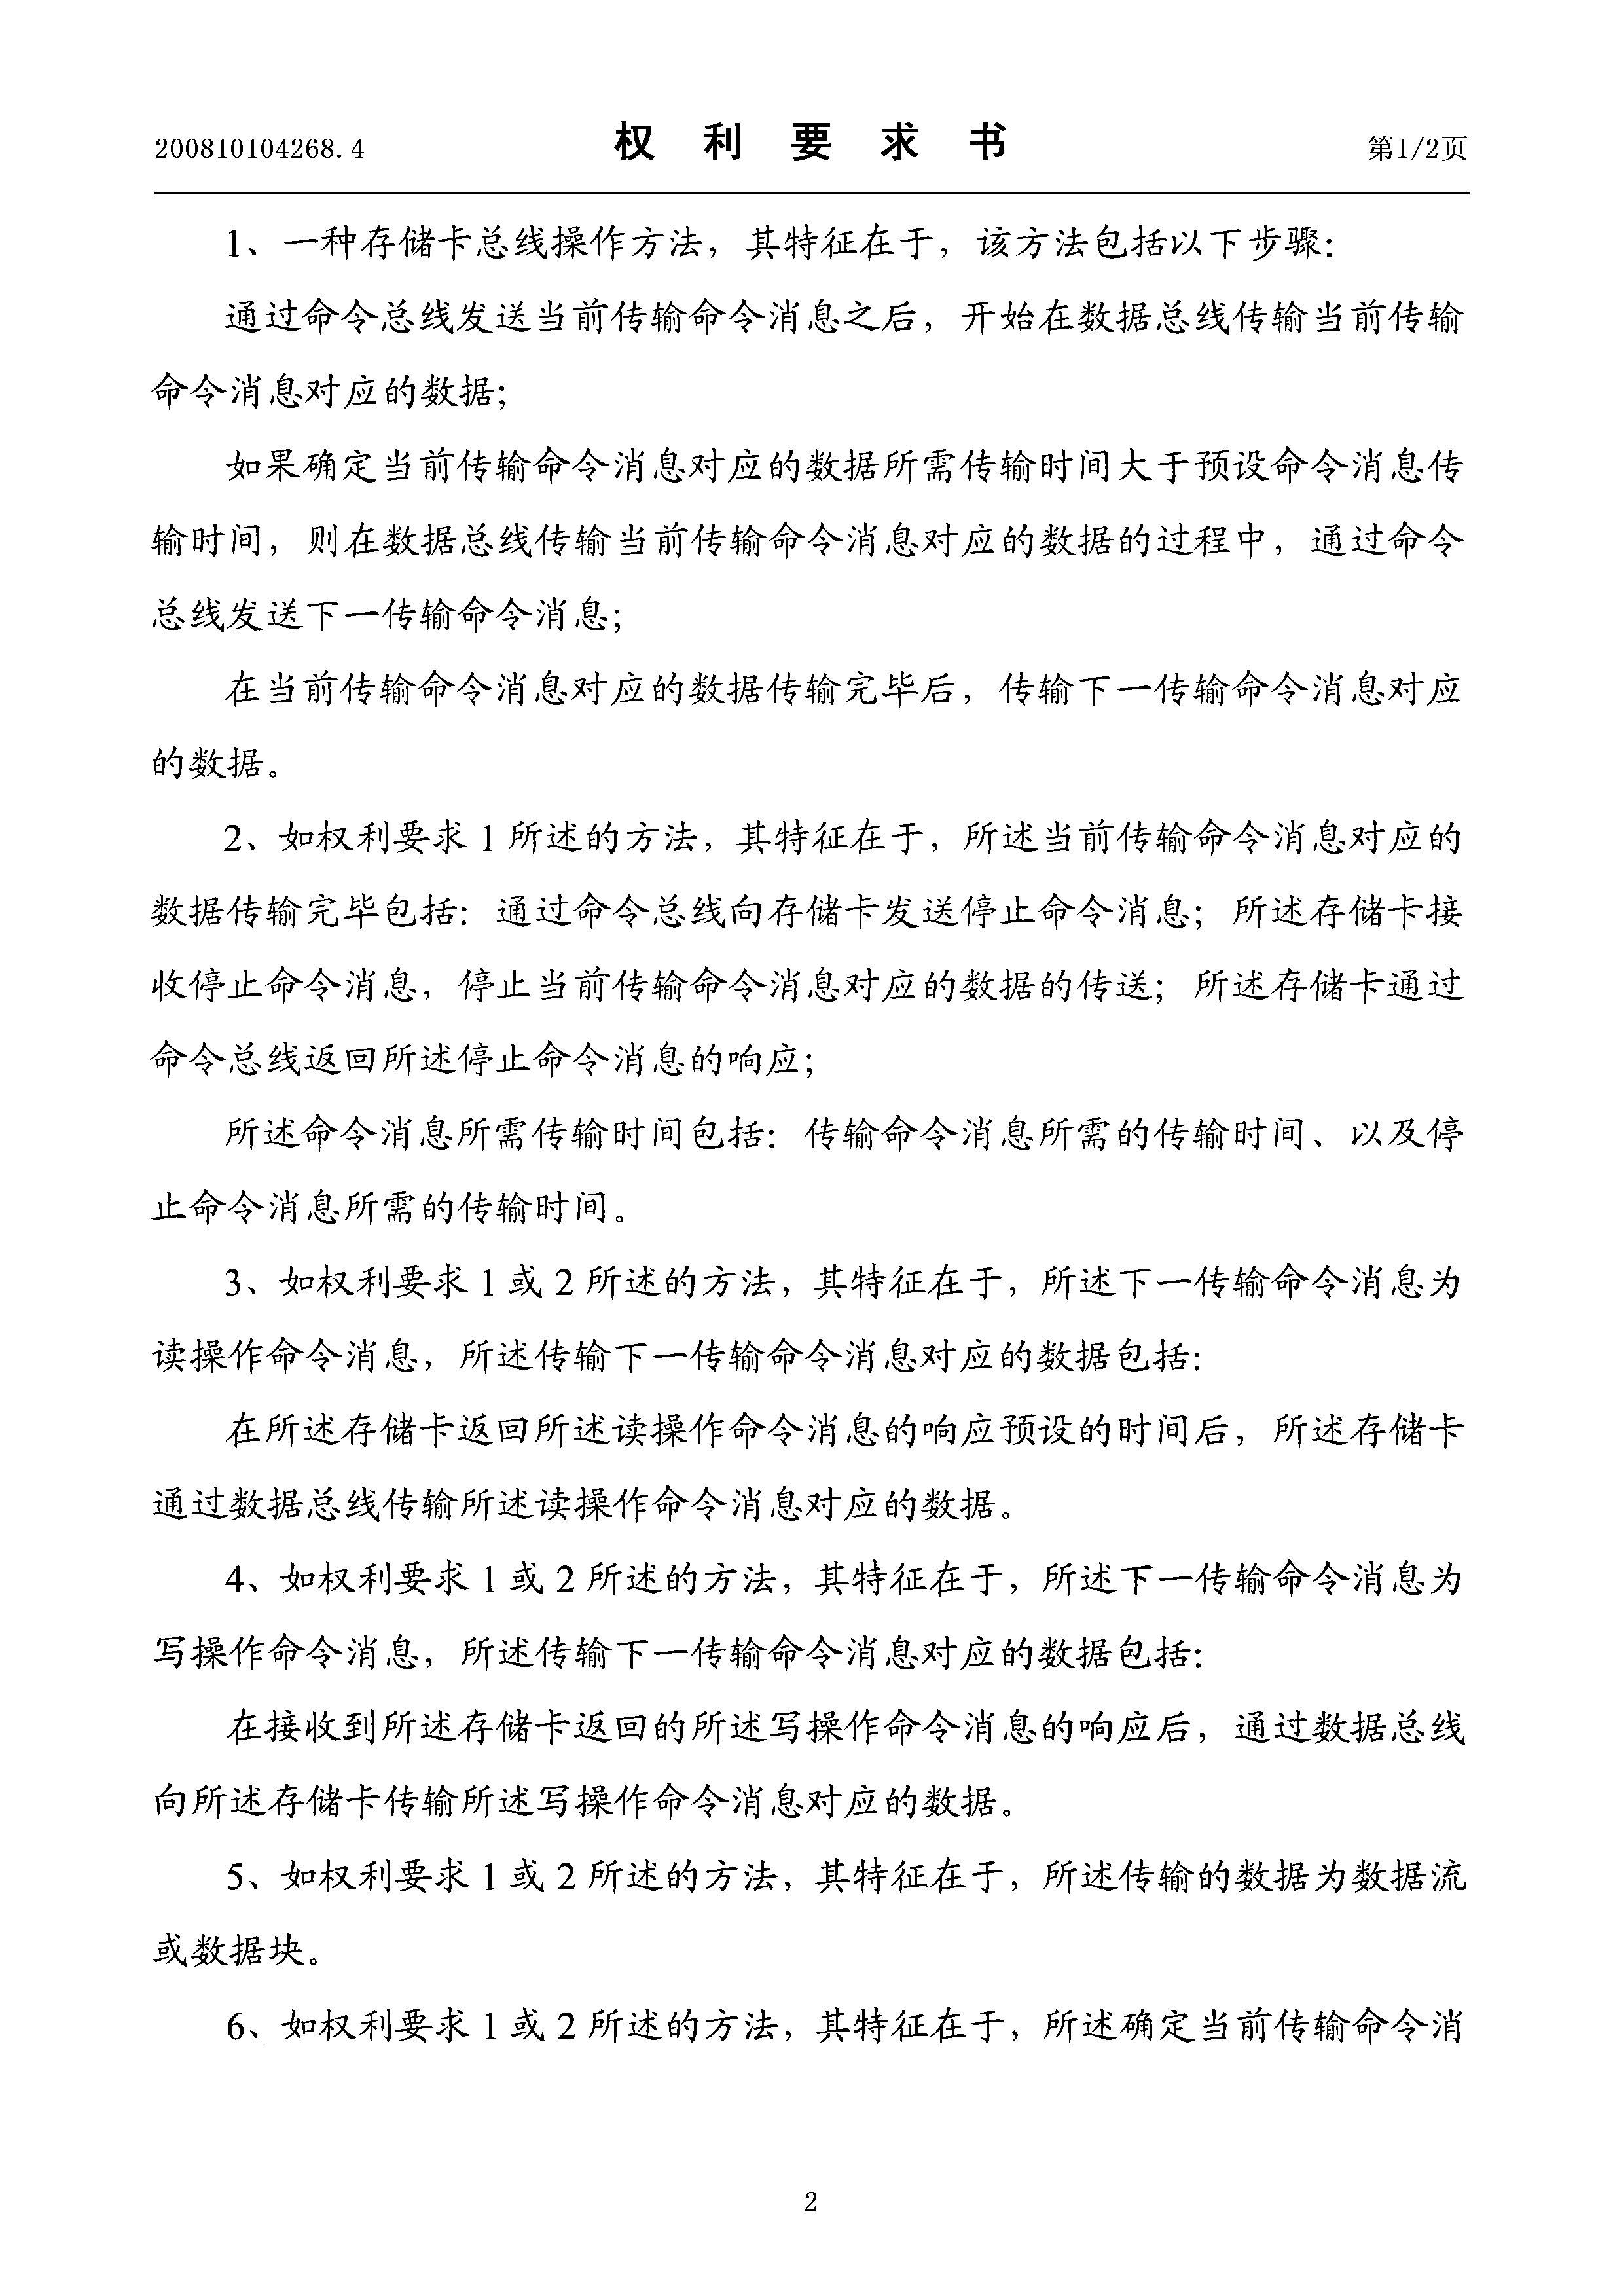 200810104268.4
权利要求书
第1/2页
1、一种存储卡总线操作方法，其特征在于，该方法包括以下步骤：
通过命令总线发送当前传输命令消息之后，开始在数据总线传输当前传输
命令消息对应的数据；
如果确定当前传输命令消息对应的数据所需传输时间大于预设命令消息传
输时间，则在数据总线传输当前传输命令消息对应的数据的过程中，通过命令
总线发送下一传输命令消息；
在当前传输命令消息对应的数据传输完毕后，传输下一传输命令消息对应
的数据。
2、如权利要求1所述的方法，其特征在于，所述当前传输命令消息对应的
数据传输完毕包括：通过命令总线向存储卡发送停止命令消息；所述存储卡接
收停止命令消息，停止当前传输命令消息对应的数据的传送；所述存储卡通过
命令总线返回所述停止命令消息的响应；
所述命令消息所需传输时间包括：传输命令消息所需的传输时间、以及停
止命令消息所需的传输时间。
3、如权利要求1或2所述的方法，其特征在于，所述下一传输命令消息为
读操作命令消息，所述传输下一传输命令消息对应的数据包括：
在所述存储卡返回所述读操作命令消息的响应预设的时间后，所述存储卡
通过数据总线传输所述读操作命令消息对应的数据。
4、如权利要求1或2所述的方法，其特征在于，所述下一传输命令消息为
写操作命令消息，所述传输下一传输命令消息对应的数据包括：
在接收到所述存储卡返回的所述写操作命令消息的响应后，通过数据总线
向所述存储卡传输所述写操作命令消息对应的数据。
5、如权利要求1或2所述的方法，其特征在于，所述传输的数据为数据流
或数据块。
6、如权利要求1或2所述的方法，其特征在于，所述确定当前传输命令消
2